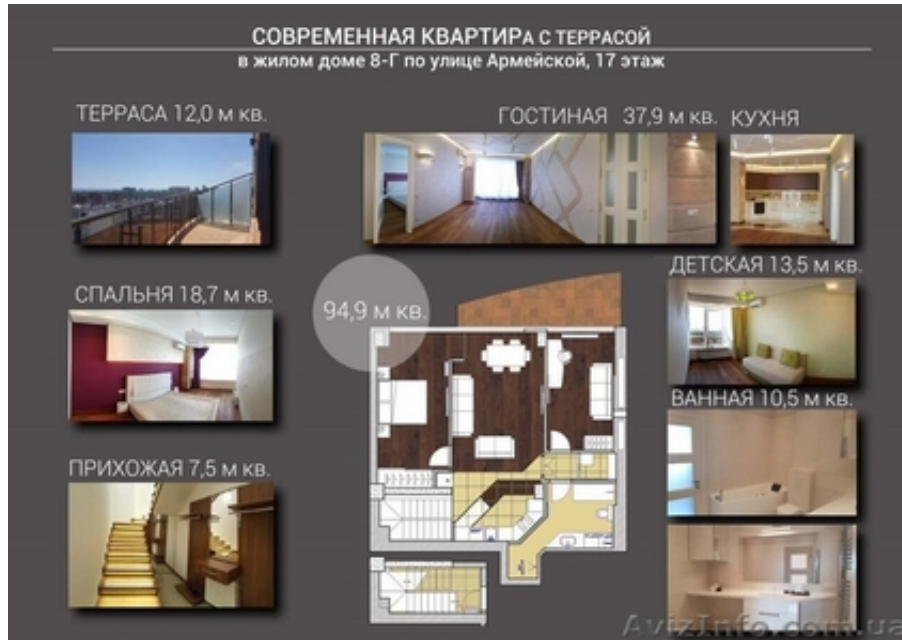 СОВРЕМЕННАЯ КВАРТИРА С ТЕРРАСОЙ
в жилом доме 8-Г по улице Армейской, 17 этаж
ТЕРРАСА 12,0 м кв.
ГОСТИНАЯ 37,9 м кв.
КУХНЯ
СПАЛЬНЯ 18,7 м кв.
94,9 м кв.
ДЕТСКАЯ 13,5 м кв.
ВАННАЯ 10,5 м кв.
ПРИХОЖАЯ 7,5 м кв.
AvizInfo.com.ua